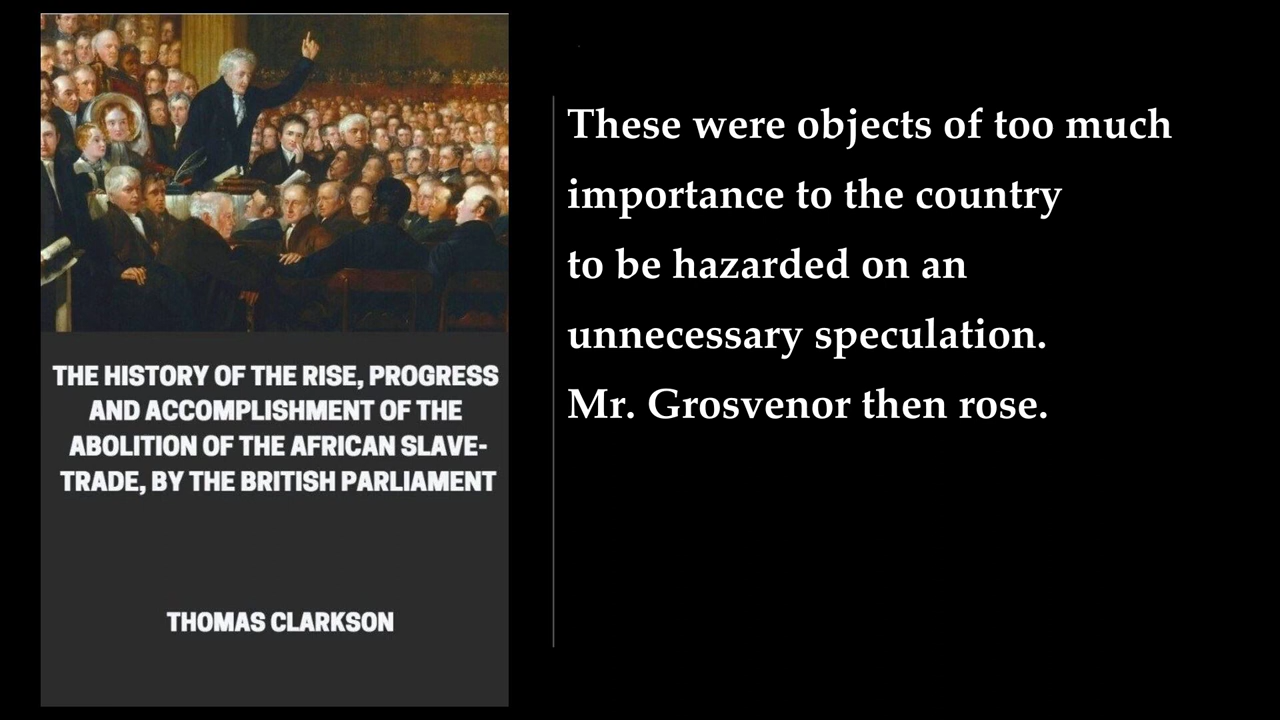 THE HISTORY OF THE RISE, PROGRESS
AND ACCOMPLISHMENT OF THE
ABOLITION OF THE AFRICAN SLAVE-
TRADE, BY THE BRITISH PARLIAMENT
THOMAS CLARKSON
These were objects of too much
importance to the country
to be hazarded on an
unnecessary speculation.
Mr. Grosvenor then rose.